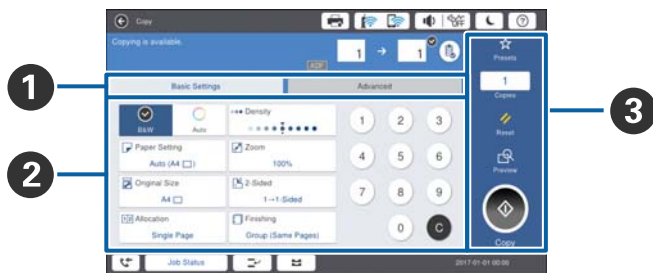 Copy
OFF
Copying is available.
ADF
1 → 1
Presets
1
Basic Settings
Advanced
1
Copies
2
3
B&W
Auto
Density
1 2 3
Reset
Paper Setting
Auto (A4)
Zoom
100%
4 5 6
Preview
Original Size
A4
2-Sided
1→1-Sided
7 8 9
Allocation
Single Page
Finishing
Group (Same Pages)
0 C
Copy
Job Status
2017-01-01 00:00